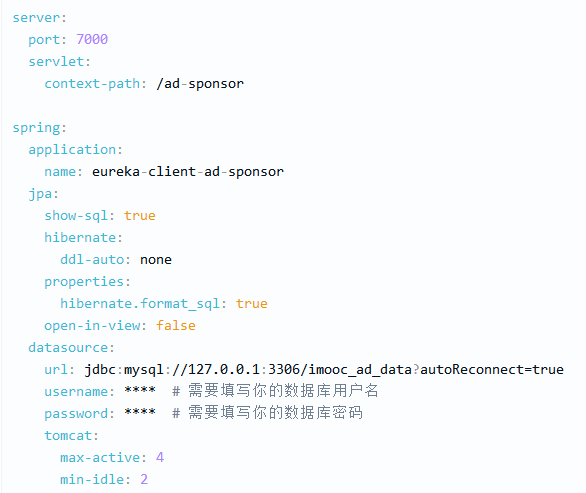 server:
  port: 7000
  servlet:
    context-path: /ad-sponsor

spring:
  application:
    name: eureka-client-ad-sponsor
  jpa:
    show-sql: true
    hibernate:
      ddl-auto: none
    properties:
      hibernate.format_sql: true
    open-in-view: false
  datasource:
    url: jdbc:mysql://127.0.0.1:3306/imooc_ad_data?autoReconnect=true
    username: ****  # 需要填写你的数据库用户名
    password: ****  # 需要填写你的数据库密码
    tomcat:
      max-active: 4
      min-idle: 2